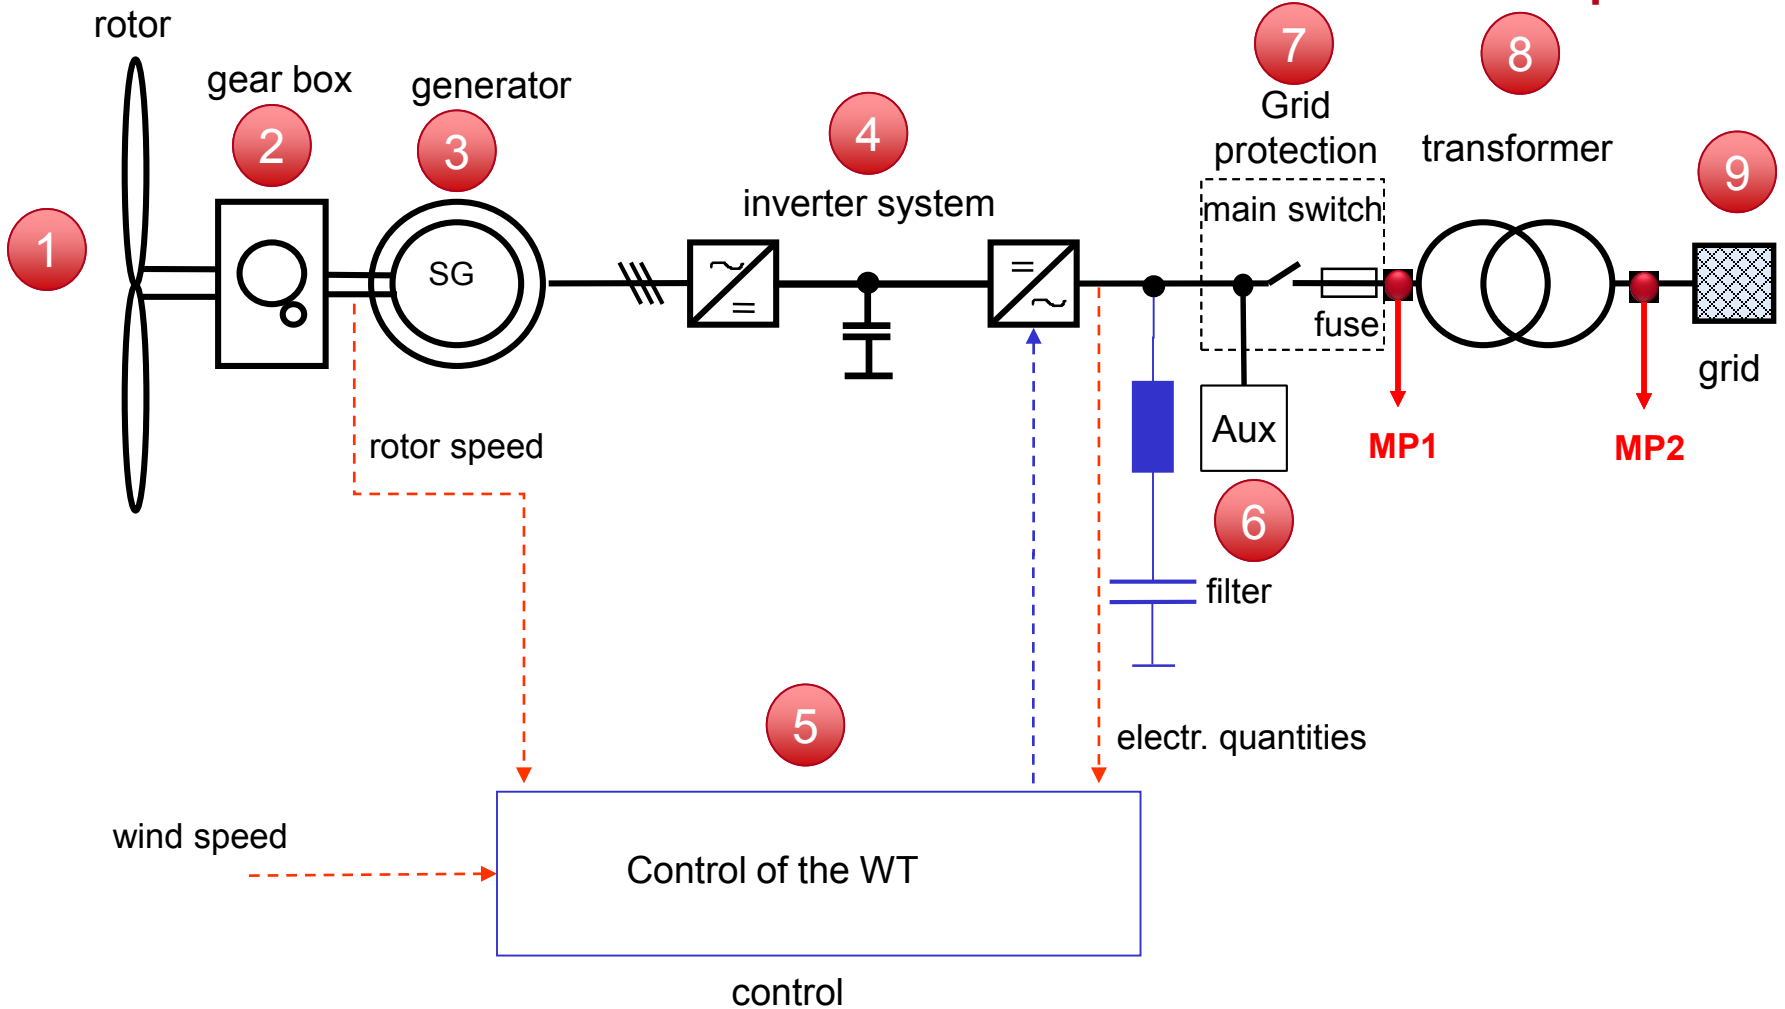 rotor
gear box
generator
7
8
Grid
protection
transformer
2
3
4
9
inverter system
main switch
1
SG
fuse
grid
rotor speed
Aux
MP1
MP2
6
filter
5
electr. quantities
wind speed
Control of the WT
control